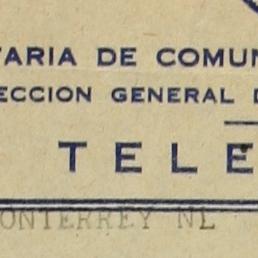 TARIA DE COMUN
ECCION GENERAL D
TELE
ONTERREY NL